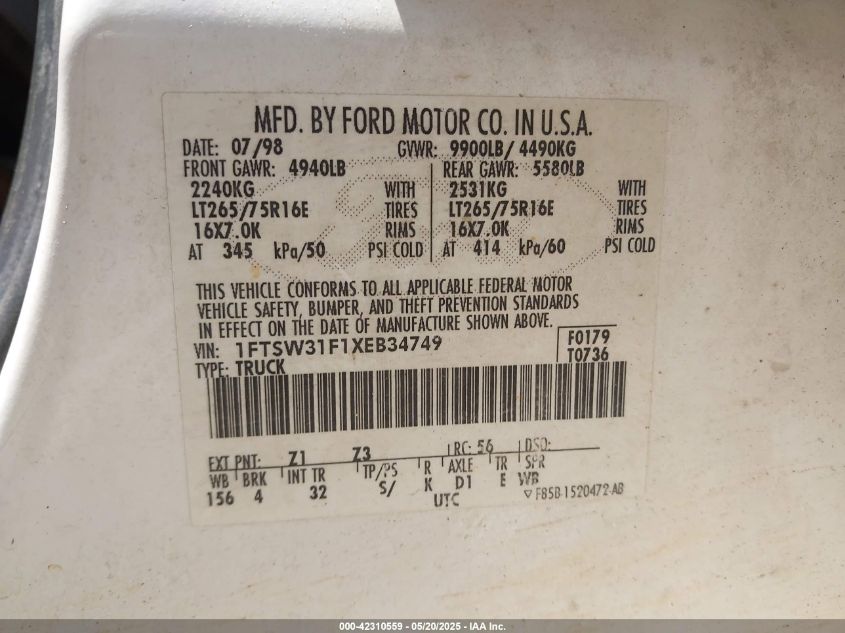 MFD. BY FORD MOTOR CO. IN U.S.A.
DATE: 07/98 GVWR: 9900LB/ 4490KG
FRONT GAWR: 4940LB REAR GAWR: 5580LB
2240KG WITH 2531KG WITH
LT265/75R16E TIRES LT265/75R16E TIRES
16X7.0K RIMS 16X7.0K RIMS
AT 345 kPa/50 PSI COLD AT 414 kPa/60 PSI COLD
THIS VEHICLE CONFORMS TO ALL APPLICABLE FEDERAL MOTOR
VEHICLE SAFETY, BUMPER, AND THEFT PREVENTION STANDARDS
IN EFFECT ON THE DATE OF MANUFACTURE SHOWN ABOVE.
VIN: 1FTSW31F1XEB34749 F0179
TYPE: TRUCK T0736
EXT PNT: Z1 Z3 RC: 56 DSO:
WB BRK INT TR TP/PS R AXLE TR SPR
156 4 32 S/ K D1 E WB
UTC F85B-1520472-AB
000-42310559 - 05/20/2025 - IAA Inc.